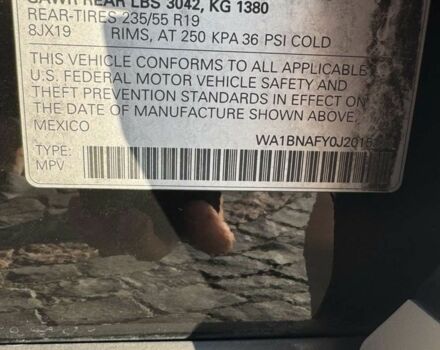 GAWR REAR LBS 3042, KG 1380
REAR-TIRES 235/55 R19
8JX19 RIMS, AT 250 KPA 36 PSI COLD
THIS VEHICLE CONFORMS TO ALL APPLICABLE
U.S. FEDERAL MOTOR VEHICLE SAFETY AND
THEFT PREVENTION STANDARDS IN EFFECT ON
THE DATE OF MANUFACTURE SHOWN ABOVE.
MEXICO
WA1BNAFY0J2015
TYPE:
MPV